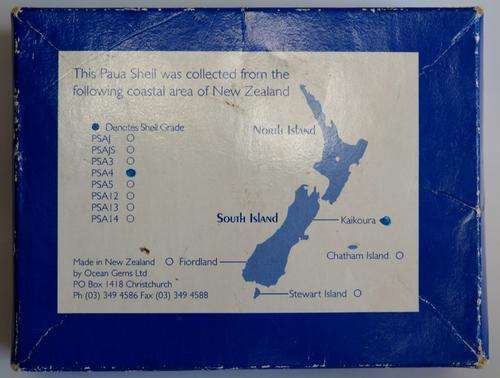 This Paua Shell was collected from the
following coastal area of New Zealand
North Island
Denotes Shell Grade
PSAJ
PSAJS
PSA3
PSA4
PSA5
PSA12
PSA13
PSA14
South Island
Kaikoura
Chatham Island
Fiordland
Stewart Island
Made in New Zealand
by Ocean Gems Ltd
PO Box 1418 Christchurch
Ph (03) 349 4586 Fax (03) 349 4588